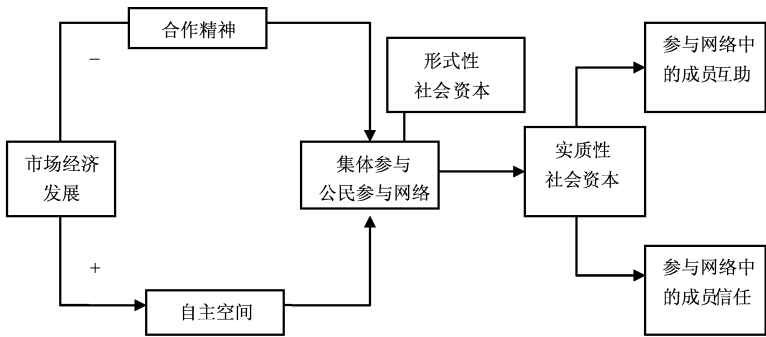 合作精神
－
形式性
社会资本
参与网络中
的成员互助
市场经济
发展
集体参与
公民参与网络
实质性
社会资本
＋
自主空间
参与网络中
的成员信任